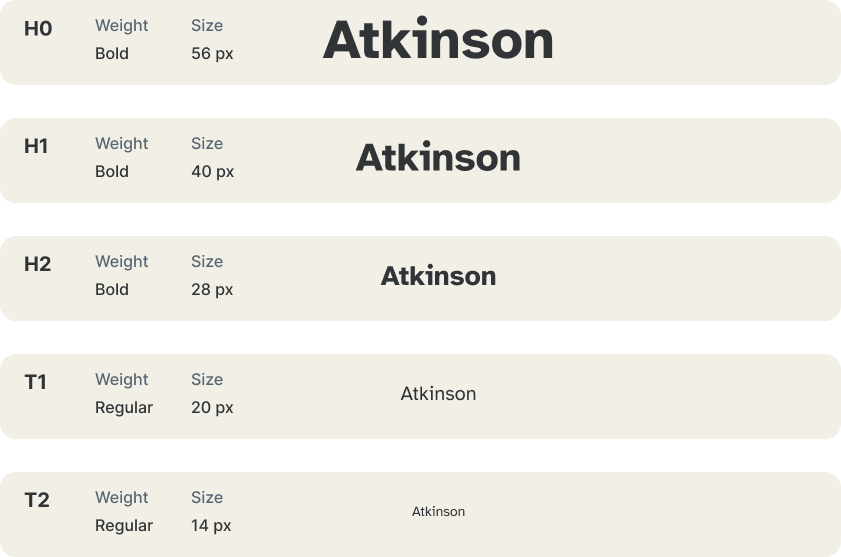 H0 Weight Size Atkinson
Bold 56 px
H1 Weight Size Atkinson
Bold 40 px
H2 Weight Size Atkinson
Bold 28 px
T1 Weight Size Atkinson
Regular 20 px
T2 Weight Size Atkinson
Regular 14 px